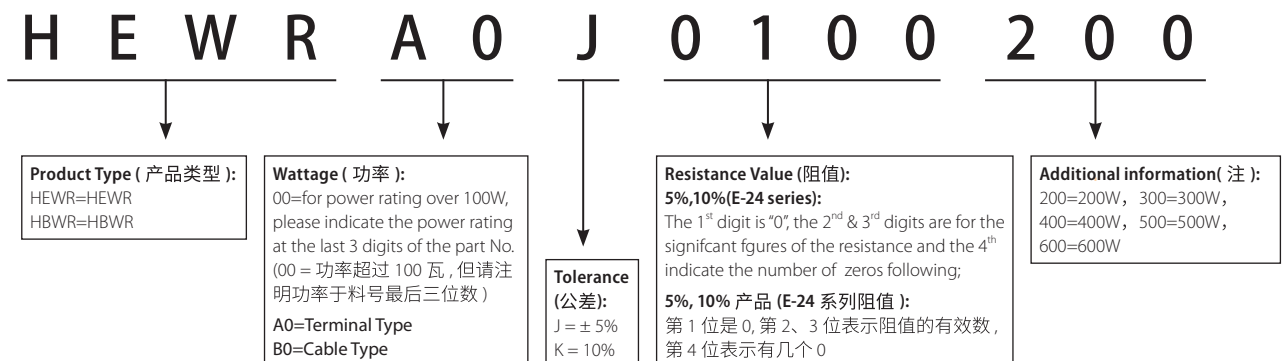 H E W R A 0 J 0 1 0 0 2 0 0
Product Type ( 产品类型 ):
HEWR=HEWR
HBWR=HBWR
Wattage ( 功率 ):
00=for power rating over 100W,
please indicate the power rating
at the last 3 digits of the part No.
(00 = 功率超过 100 瓦 , 但请注
明功率于料号最后三位数 )
A0=Terminal Type
B0=Cable Type
Tolerance
(公差):
J = ± 5%
K = 10%
Resistance Value (阻值):
5%,10%(E-24 series):
The 1st digit is “0”, the 2nd & 3rd digits are for the
signifcant fgures of the resistance and the 4th
indicate the number of zeros following;
5%, 10% 产品 (E-24 系列阻值 ):
第 1 位是 0, 第 2、3 位表示阻值的有效数 ,
第 4 位表示有几个 0
Additional information( 注 ):
200=200W，300=300W，
400=400W，500=500W，
600=600W